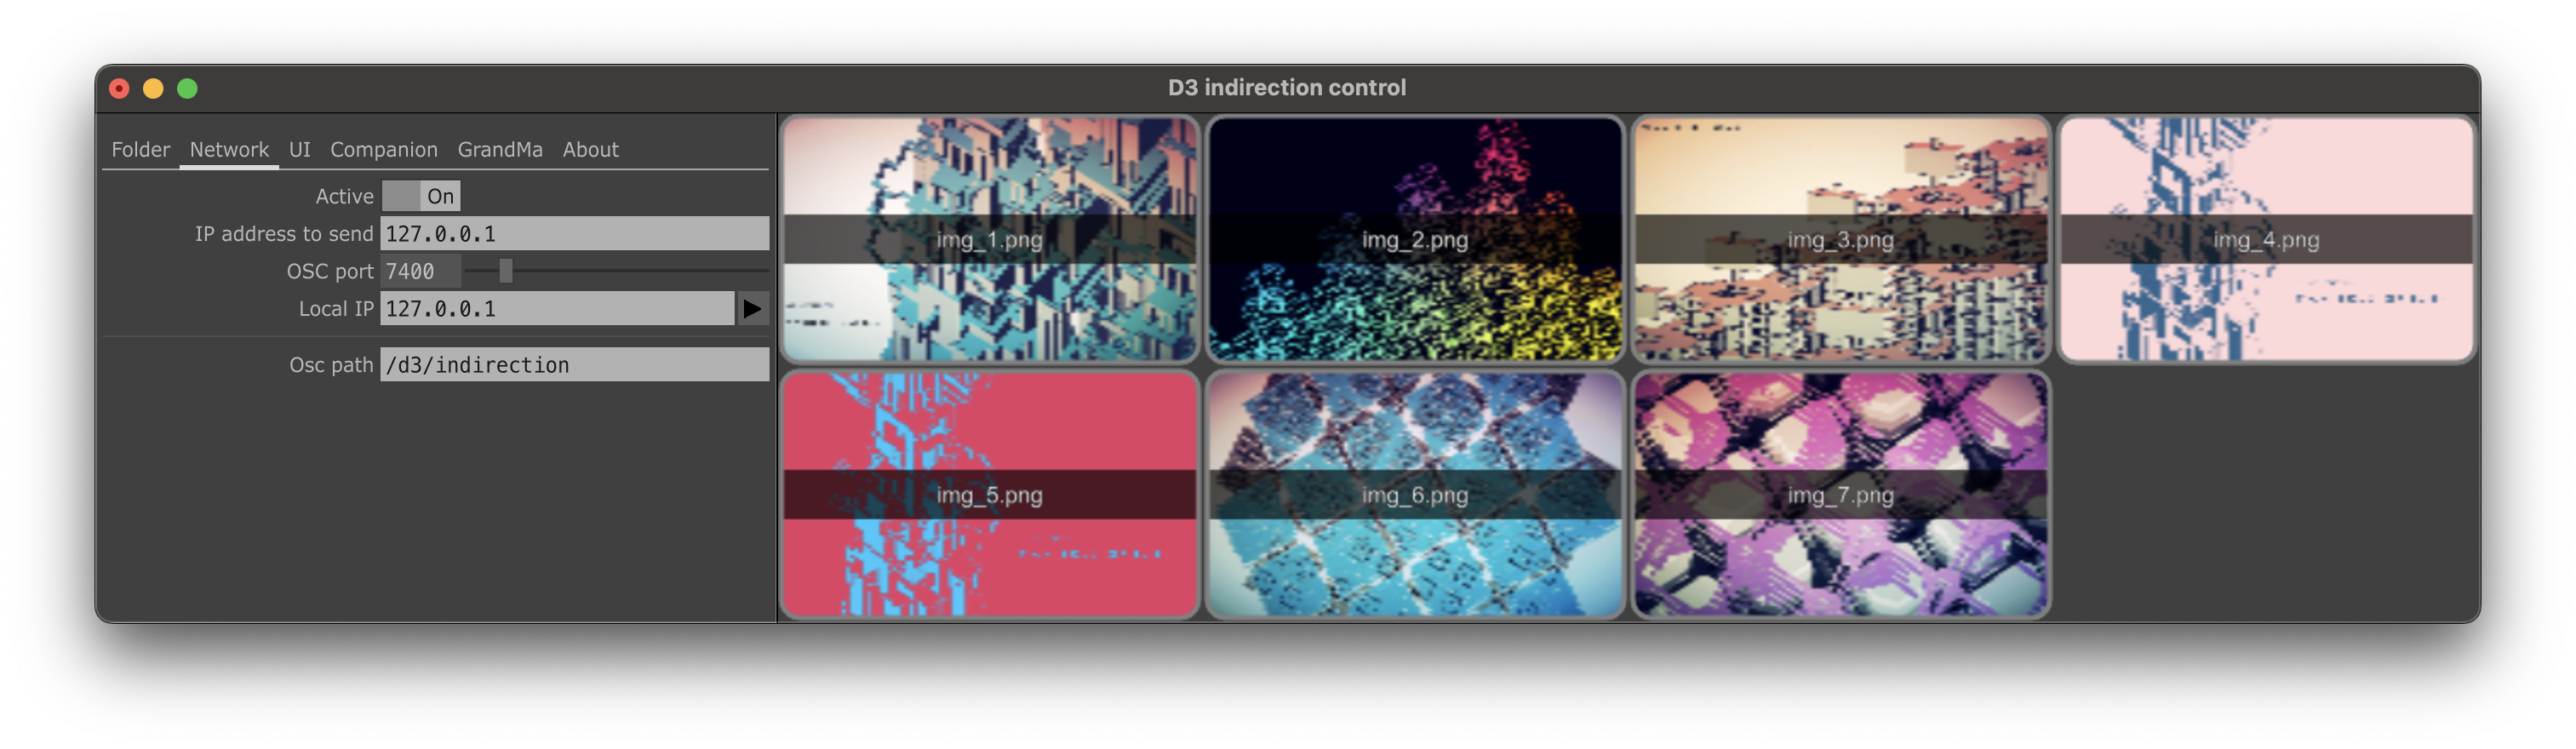 D3 indirection control
Folder Network UI Companion GrandMa About
Active On
IP address to send 127.0.0.1
OSC port 7400
Local IP 127.0.0.1
Osc path /d3/indirection
img_1.png img_2.png img_3.png img_4.png
img_5.png img_6.png img_7.png